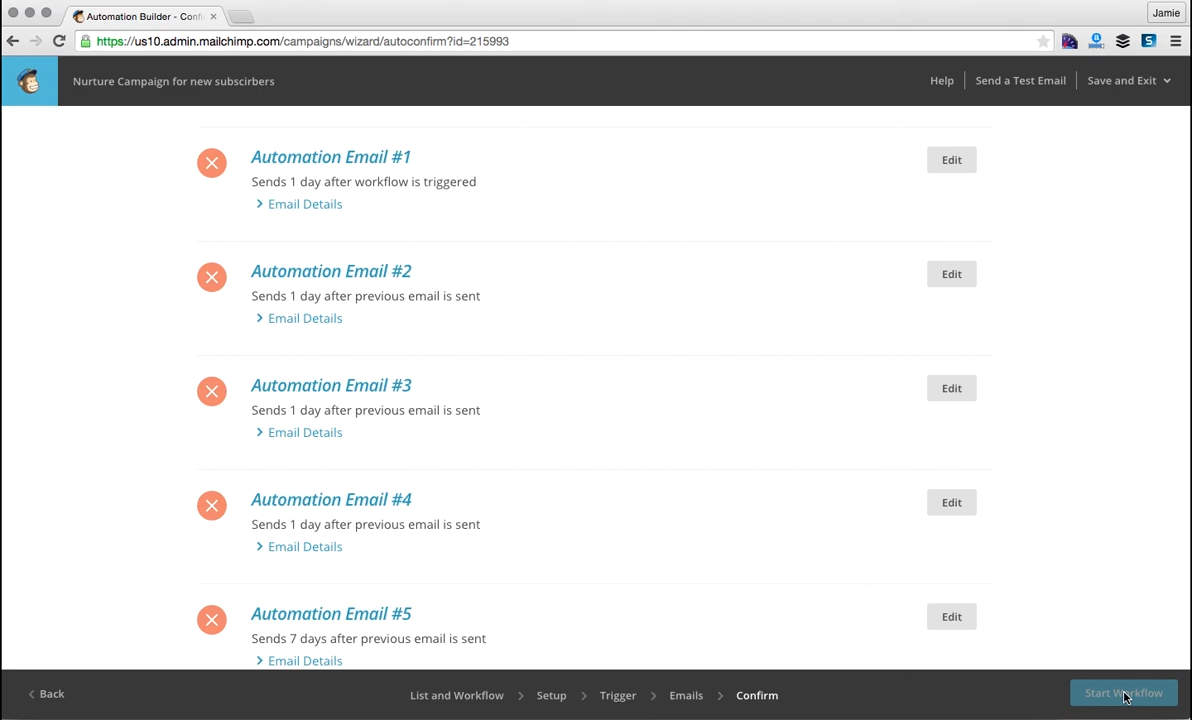 Automation Builder - Confi
Jamie
https://us10.admin.mailchimp.com/campaigns/wizard/autoconfirm?id=215993
Nurture Campaign for new subscirbers
Help
Send a Test Email
Save and Exit
Automation Email #1
Edit
Sends 1 day after workflow is triggered
Email Details
Automation Email #2
Edit
Sends 1 day after previous email is sent
Email Details
Automation Email #3
Edit
Sends 1 day after previous email is sent
Email Details
Automation Email #4
Edit
Sends 1 day after previous email is sent
Email Details
Automation Email #5
Edit
Sends 7 days after previous email is sent
Email Details
Back
List and Workflow
Setup
Trigger
Emails
Confirm
Start Workflow